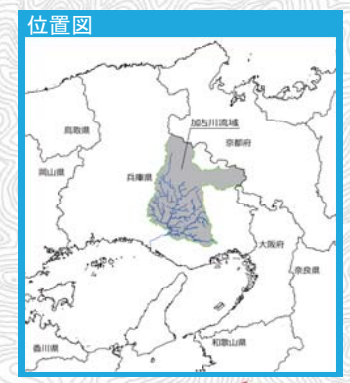 位置図
加古川流域
鳥取県
京都府
岡山県
兵庫県
大阪府
奈良県
和歌山県
香川県